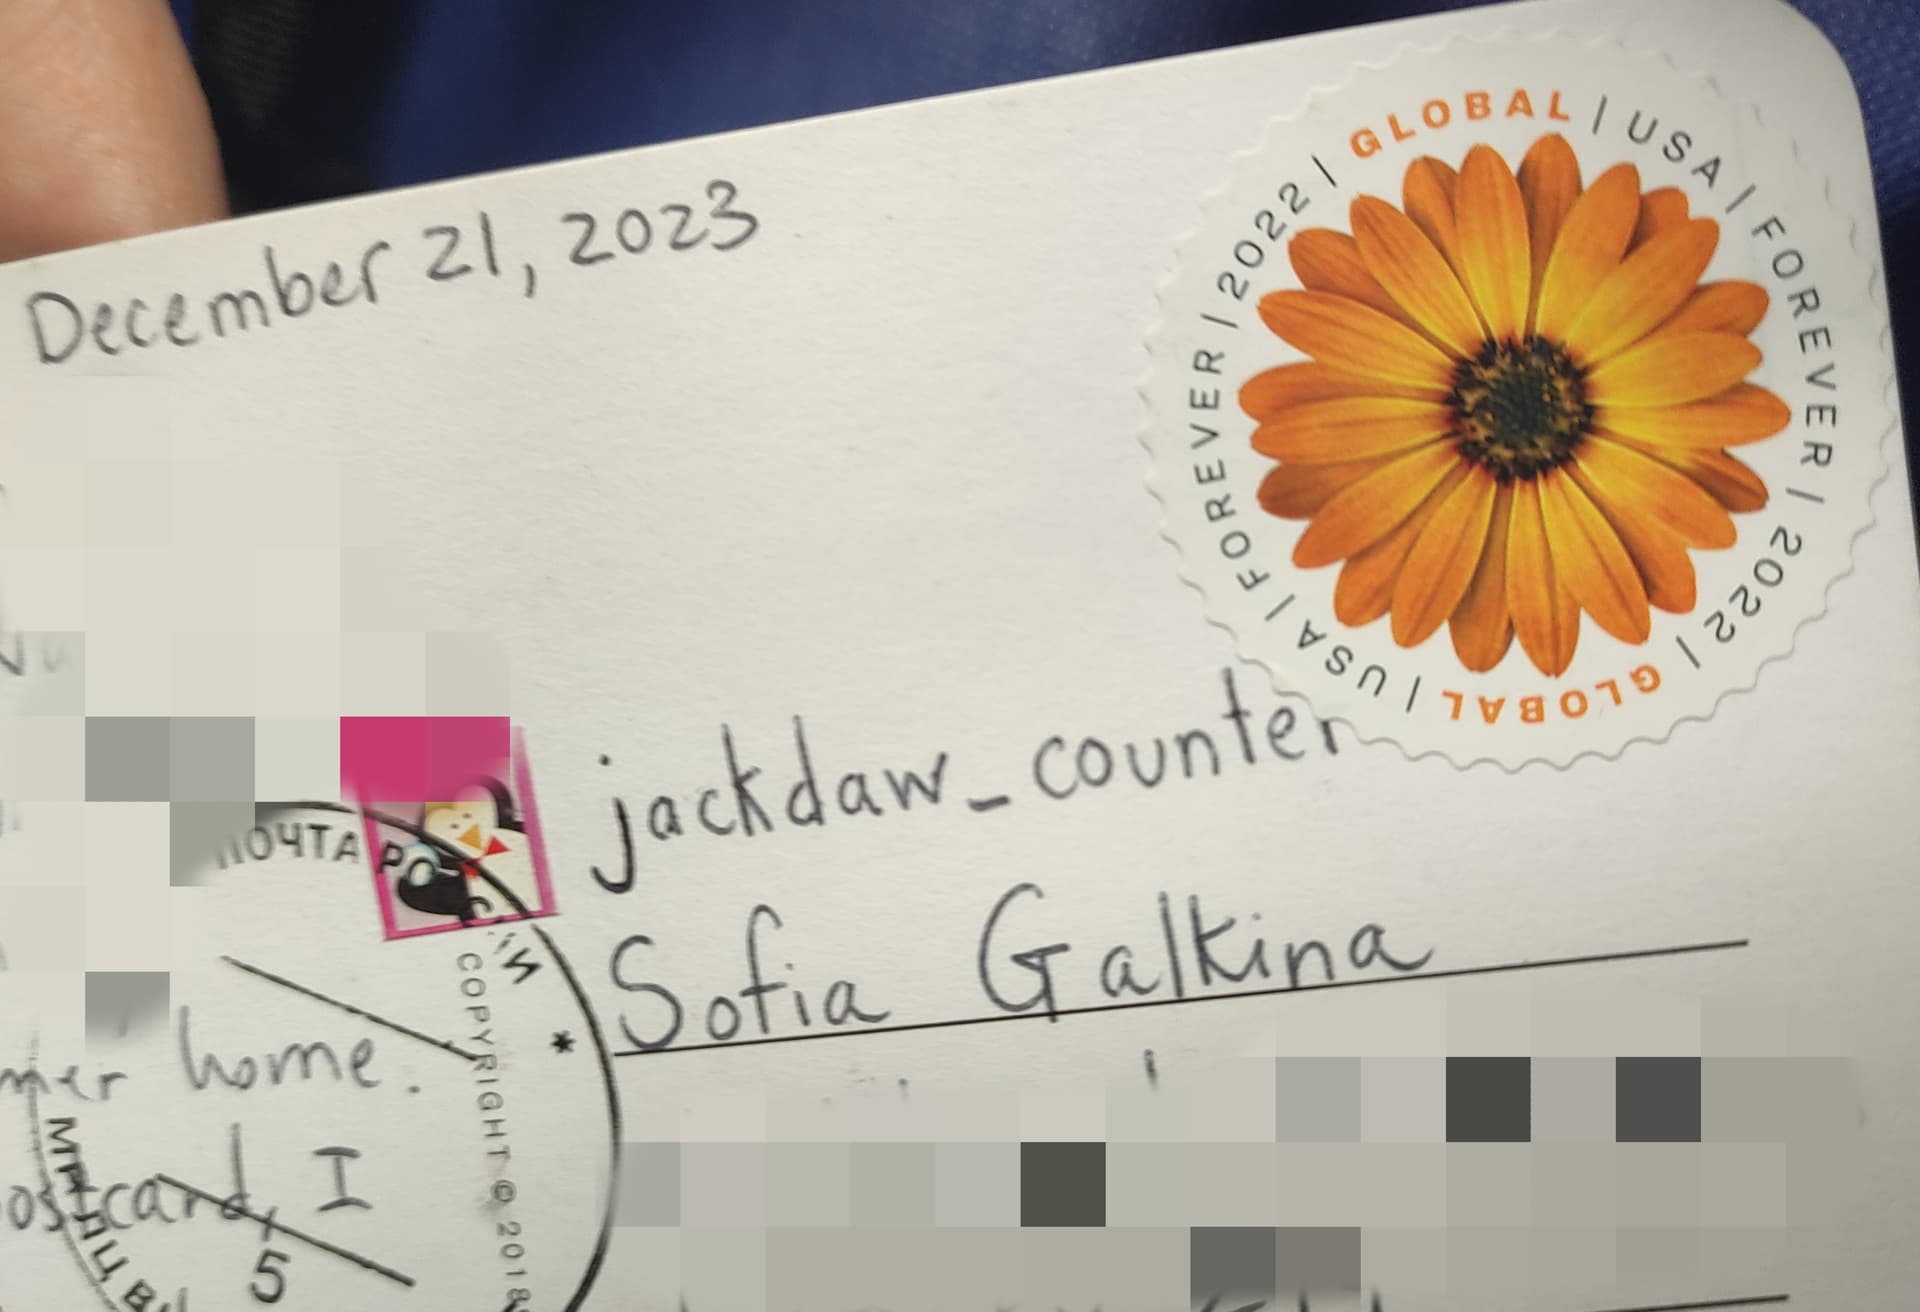 December 21, 2023
GLOBAL | USA | FOREVER | 2022 | GLOBAL | USA | FOREVER | 2022 |
jackdaw_counter
Sofia Galkina
ПОЧТА РОССИИ
COPYRIGHT © 2018
*
home.
I
5